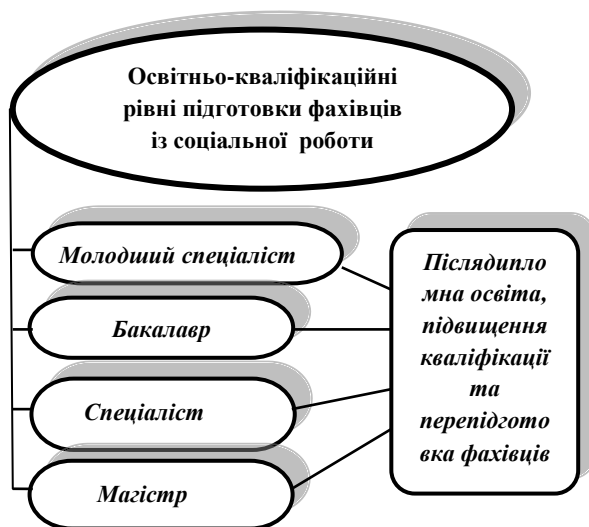 Освітньо-кваліфікаційні
рівні підготовки фахівців
із соціальної роботи
Молодший спеціаліст
Бакалавр
Спеціаліст
Магістр
Післядипло
мна освіта,
підвищення
кваліфікації
та
перепідгото
вка фахівців